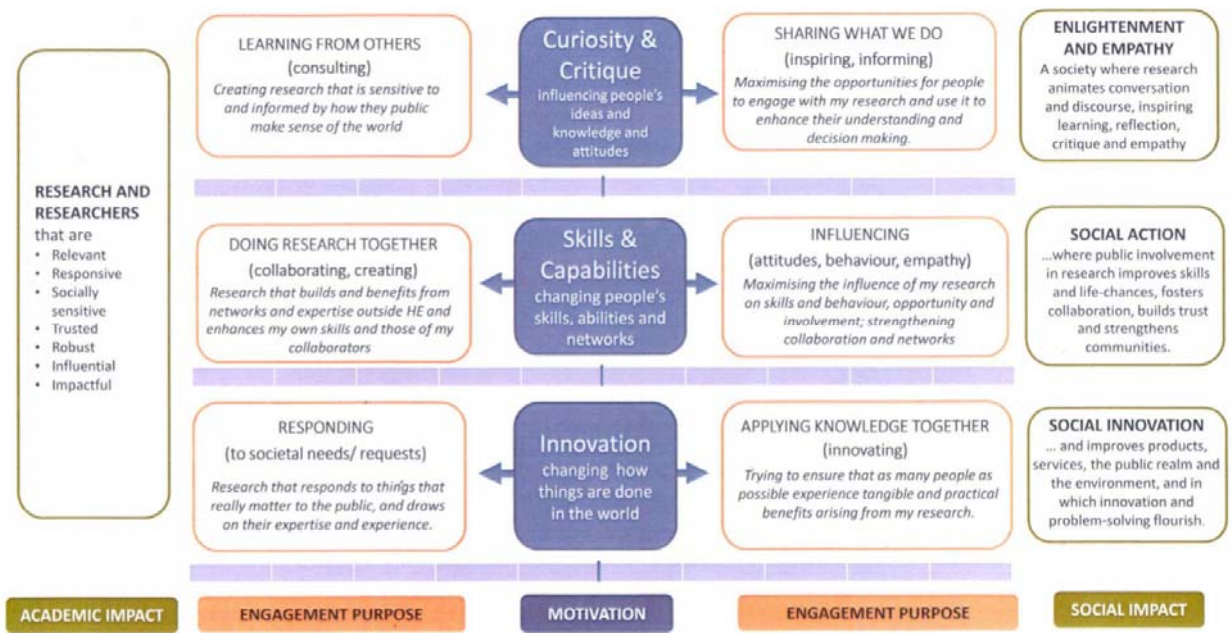 RESEARCH AND
RESEARCHERS
that are
• Relevant
• Responsive
• Socially
sensitive
• Trusted
• Robust
• Influential
• Impactful
LEARNING FROM OTHERS
(consulting)
Creating research that is sensitive to
and informed by how they public
make sense of the world
Curiosity &
Critique
influencing people's
ideas and
knowledge and
attitudes
SHARING WHAT WE DO
(inspiring, informing)
Maximising the opportunities for people
to engage with my research and use it to
enhance their understanding and
decision making.
ENLIGHTENMENT
AND EMPATHY
A society where research
animates conversation
and discourse, inspiring
learning, reflection,
critique and empathy
DOING RESEARCH TOGETHER
(collaborating, creating)
Research that builds and benefits from
networks and expertise outside HE and
enhances my own skills and those of my
collaborators
Skills &
Capabilities
changing people's
skills, abilities and
networks
INFLUENCING
(attitudes, behaviour, empathy)
Maximising the influence of my research
on skills and behaviour, opportunity and
involvement; strengthening
collaboration and networks
SOCIAL ACTION
...where public involvement
in research improves skills
and life-chances, fosters
collaboration, builds trust
and strengthens
communities.
RESPONDING
(to societal needs/ requests)
Research that responds to things that
really matter to the public, and draws
on their expertise and experience.
Innovation
changing how
things are done
in the world
APPLYING KNOWLEDGE TOGETHER
(innovating)
Trying to ensure that as many people as
possible experience tangible and practical
benefits arising from my research.
SOCIAL INNOVATION
... and improves products,
services, the public realm and
the environment, and in
which innovation and
problem-solving flourish.
ACADEMIC IMPACT
ENGAGEMENT PURPOSE
MOTIVATION
ENGAGEMENT PURPOSE
SOCIAL IMPACT